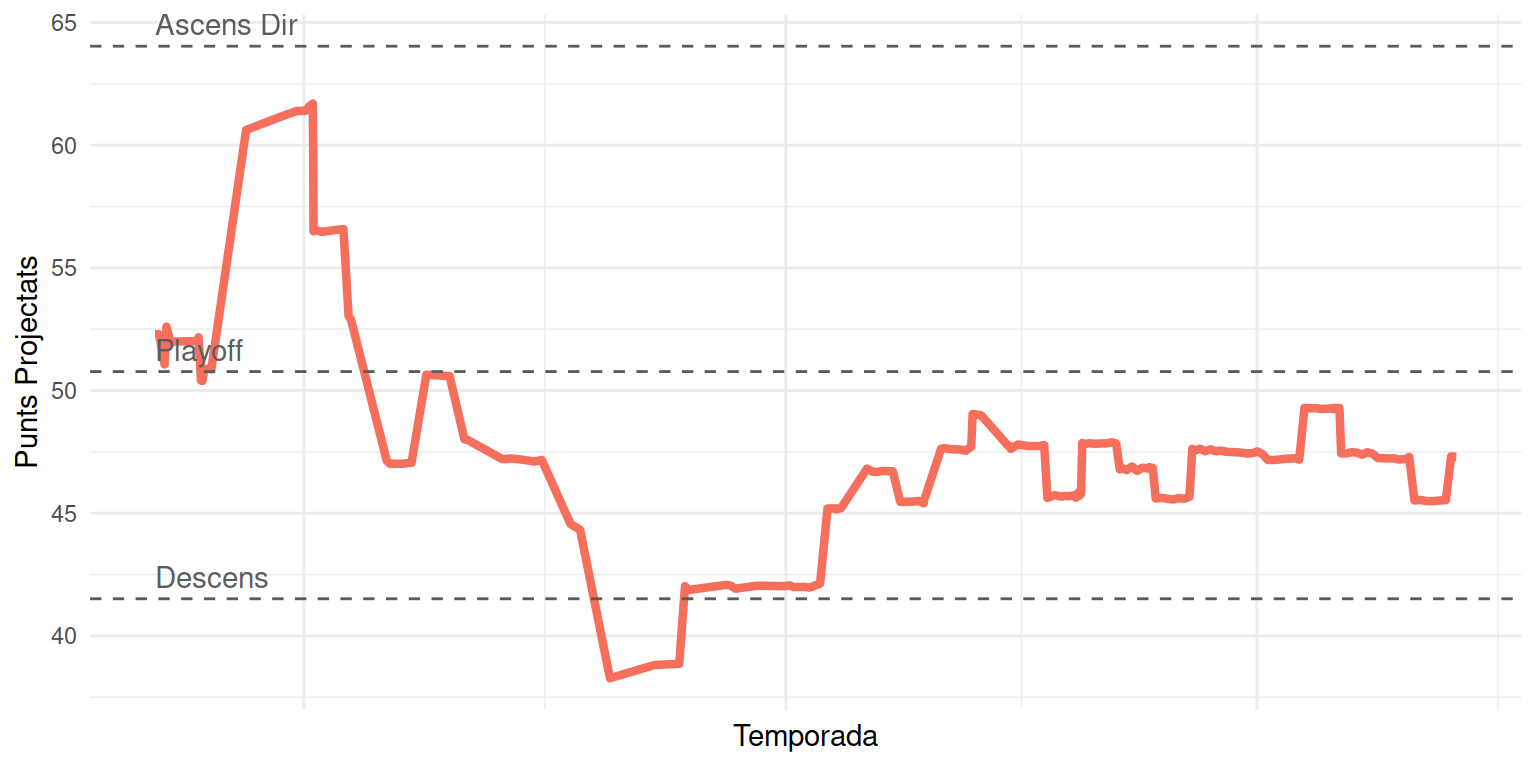 65
Ascens Dir
60
55
Playoff
50
45
Descens
40
Punts Projectats
Temporada